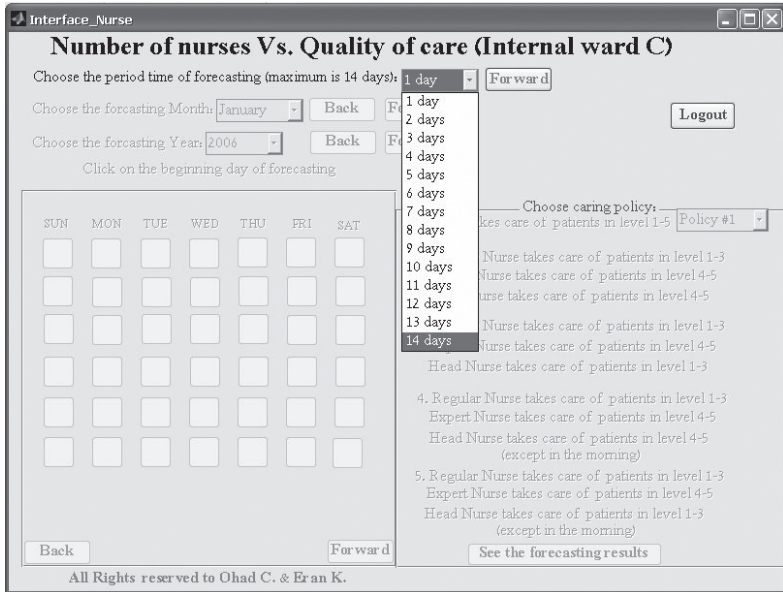 Interface_Nurse
Number of nurses Vs. Quality of care (Internal ward C)
Choose the period time of forecasting (maximum is 14 days): 1 day Forward
Choose the forcasting Month: January Back
Logout
Choose the forcasting Year: 2006 Back
Click on the beginning day of forecasting
1 day
2 days
3 days
4 days
5 days
6 days
7 days
8 days
9 days
10 days
11 days
12 days
13 days
14 days
SUN MON TUE WED THU FRI SAT
Back Forward
Choose caring policy:
care of patients in level 1-5 Policy #1
Nurse takes care of patients in level 1-3
Nurse takes care of patients in level 4-5
takes care of patients in level 4-5
Nurse takes care of patients in level 1-3
Nurse takes care of patients in level 4-5
Head Nurse takes care of patients in level 1-3
4. Regular Nurse takes care of patients in level 1-3
Expert Nurse takes care of patients in level 4-5
Head Nurse takes care of patients in level 4-5
(except in the morning)
5. Regular Nurse takes care of patients in level 1-3
Expert Nurse takes care of patients in level 4-5
Head Nurse takes care of patients in level 1-3
(except in the morning)
See the forecasting results
All Rights reserved to Ohad C. & Eran K.